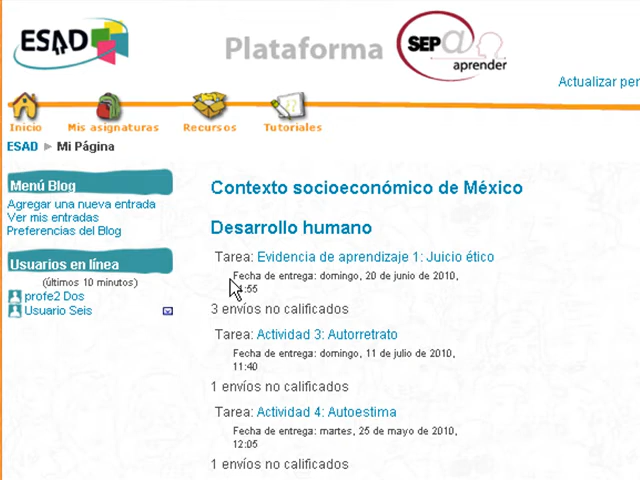 ESAD
Plataforma
SEP@
aprender
Actualizar per
Inicio
Mis asignaturas
Recursos
Tutoriales
ESAD ► Mi Página
Menú Blog
Agregar una nueva entrada
Ver mis entradas
Preferencias del Blog
Usuarios en línea
(últimos 10 minutos)
profe2 Dos
Usuario Seis
Contexto socioeconómico de México
Desarrollo humano
Tarea: Evidencia de aprendizaje 1: Juicio ético
Fecha de entrega: domingo, 20 de junio de 2010,
:55
3 envíos no calificados
Tarea: Actividad 3: Autorretrato
Fecha de entrega: domingo, 11 de julio de 2010,
11:40
1 envíos no calificados
Tarea: Actividad 4: Autoestima
Fecha de entrega: martes, 25 de mayo de 2010,
12:05
1 envíos no calificados